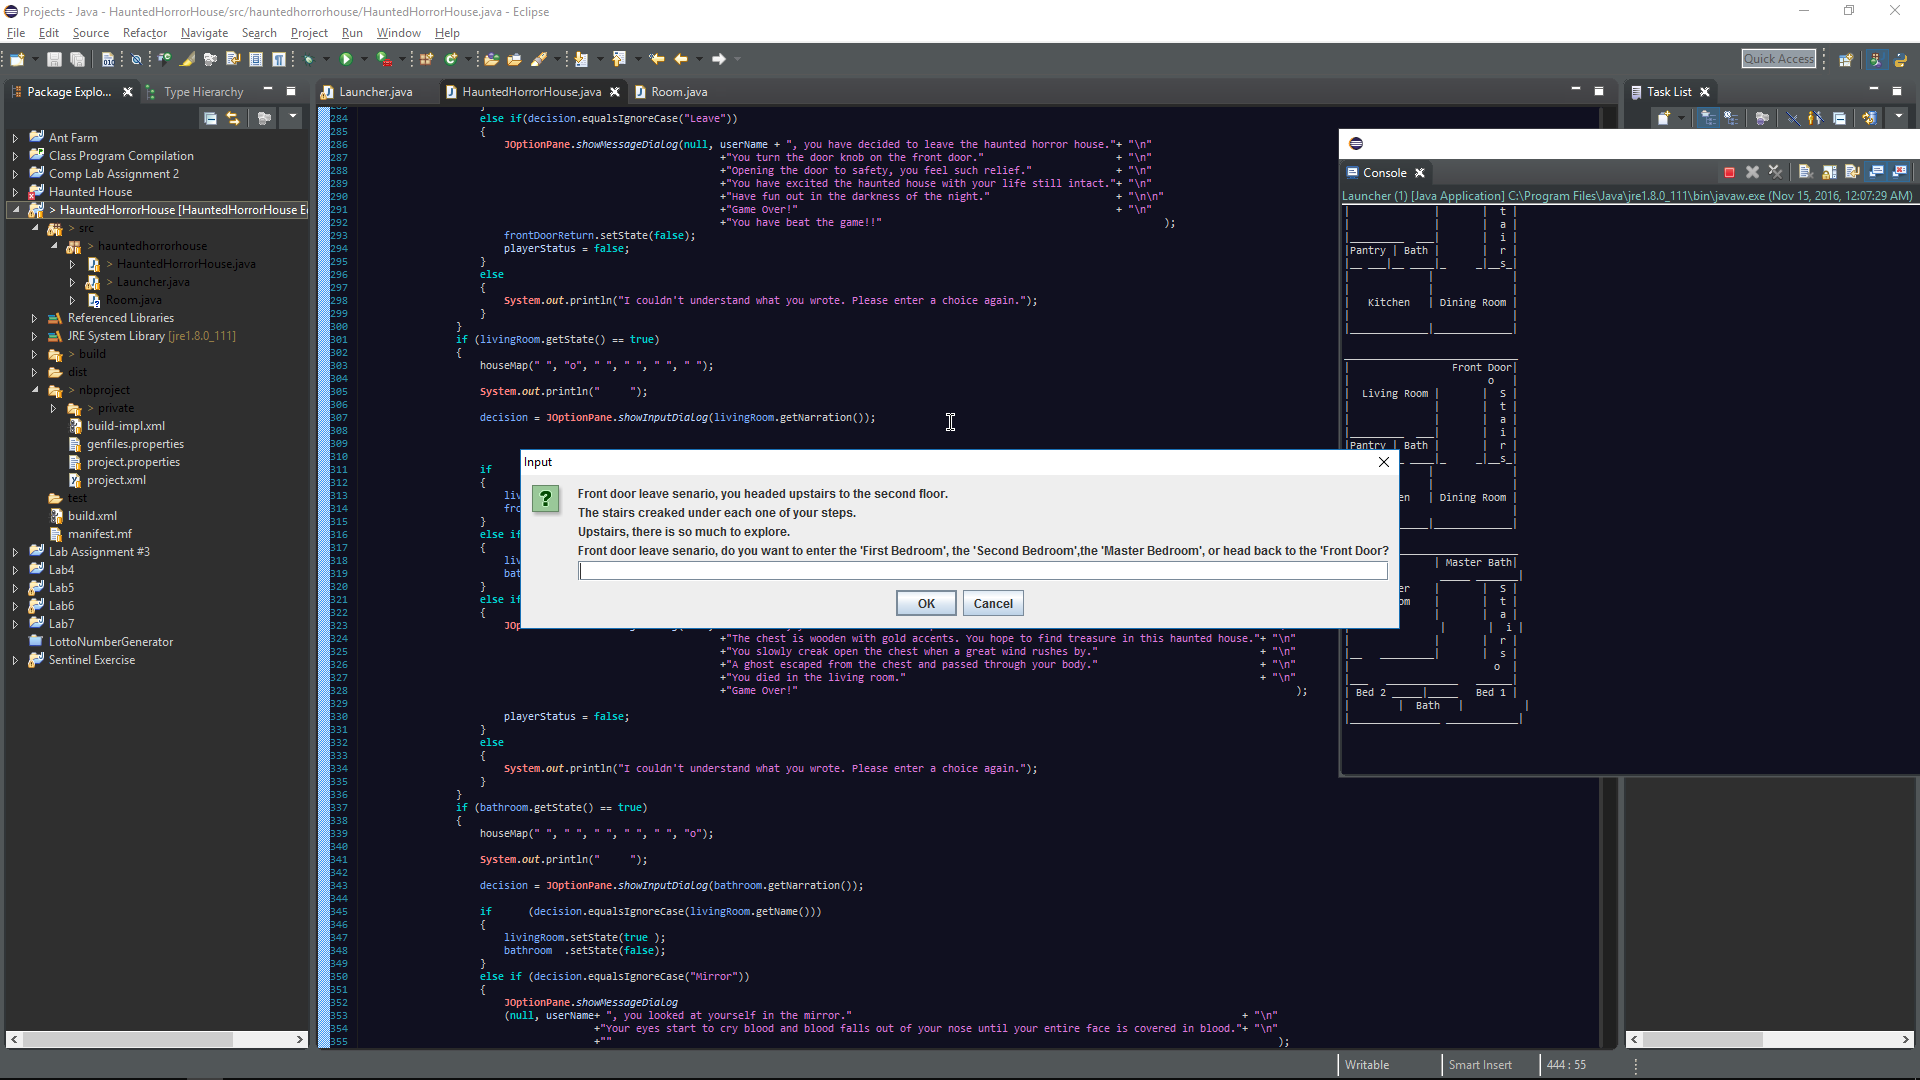 Projects - Java - HauntedHorrorHouse/src/hauntedhorrorhouse/HauntedHorrorHouse.java - Eclipse
File Edit Source Refactor Navigate Search Project Run Window Help
Quick Access
Package Explo...
Type Hierarchy
Launcher.java
HauntedHorrorHouse.java
Room.java
Task List
Ant Farm
Class Program Compilation
Comp Lab Assignment 2
Haunted House
> HauntedHorrorHouse [HauntedHorrorHouse E
> src
> hauntedhorrorhouse
> HauntedHorrorHouse.java
> Launcher.java
Room.java
Referenced Libraries
JRE System Library [jre1.8.0_111]
> build
dist
> nbproject
> private
build-impl.xml
genfiles.properties
project.properties
project.xml
test
build.xml
manifest.mf
Lab Assignment #3
Lab4
Lab5
Lab6
Lab7
LottoNumberGenerator
Sentinel Exercise
284 else if(decision.equalsIgnoreCase("Leave"))
285 {
286 JOptionPane.showMessageDialog(null, userName + ", you have decided to leave the haunted horror house."+ "\n"
287 +"You turn the door knob on the front door." + "\n"
288 +"Opening the door to safety, you feel such relief." + "\n"
289 +"You have excited the haunted house with your life still intact."+ "\n"
290 +"Have fun out in the darkness of the night." + "\n\n"
291 +"Game Over!" + "\n"
292 +"You have beat the game!!" );
293 frontDoorReturn.setState(false);
294 playerStatus = false;
295 }
296 else
297 {
298 System.out.println("I couldn't understand what you wrote. Please enter a choice again.");
299 }
300 }
301 if (livingRoom.getState() == true)
302 {
303 houseMap(" ", "o", " ", " ", " ", " ");
304
305 System.out.println("     ");
306
307 decision = JOptionPane.showInputDialog(livingRoom.getNarration());
308
309
310
311 if
312 {
313 liv
314 fro
315 }
316 else if
317 {
318 liv
319 bat
320 }
321 else if
322 {
323 JOp
324 +"The chest is wooden with gold accents. You hope to find treasure in this haunted house."+ "\n"
325 +"You slowly creak open the chest when a great wind rushes by." + "\n"
326 +"A ghost escaped from the chest and passed through your body." + "\n"
327 +"You died in the living room." + "\n"
328 +"Game Over!" );
329
330 playerStatus = false;
331 }
332 else
333 {
334 System.out.println("I couldn't understand what you wrote. Please enter a choice again.");
335 }
336 }
337 if (bathroom.getState() == true)
338 {
339 houseMap(" ", " ", " ", " ", " ", "o");
340
341 System.out.println("     ");
342
343 decision = JOptionPane.showInputDialog(bathroom.getNarration());
344
345 if (decision.equalsIgnoreCase(livingRoom.getName()))
346 {
347 livingRoom.setState(true );
348 bathroom .setState(false);
349 }
350 else if (decision.equalsIgnoreCase("Mirror"))
351 {
352 JOptionPane.showMessageDialog
353 (null, userName+ ", you looked at yourself in the mirror." + "\n"
354 +"Your eyes start to cry blood and blood falls out of your nose until your entire face is covered in blood."+ "\n"
355 +"" );
Input
Front door leave senario, you headed upstairs to the second floor.
The stairs creaked under each one of your steps.
Upstairs, there is so much to explore.
Front door leave senario, do you want to enter the 'First Bedroom', the 'Second Bedroom',the 'Master Bedroom', or head back to the 'Front Door?
OK Cancel
Console
Launcher (1) [Java Application] C:\Program Files\Java\jre1.8.0_111\bin\javaw.exe (Nov 15, 2016, 12:07:29 AM)
t
a
i
Pantry | Bath | r
s
Kitchen | Dining Room
Front Door
o
Living Room | S
t
a
i
Pantry | Bath | r
s
en | Dining Room
Master Bath
er | S
om | t
a
i
r
s
o
Bed 2 Bed 1
Bath
Writable Smart Insert 444 : 55